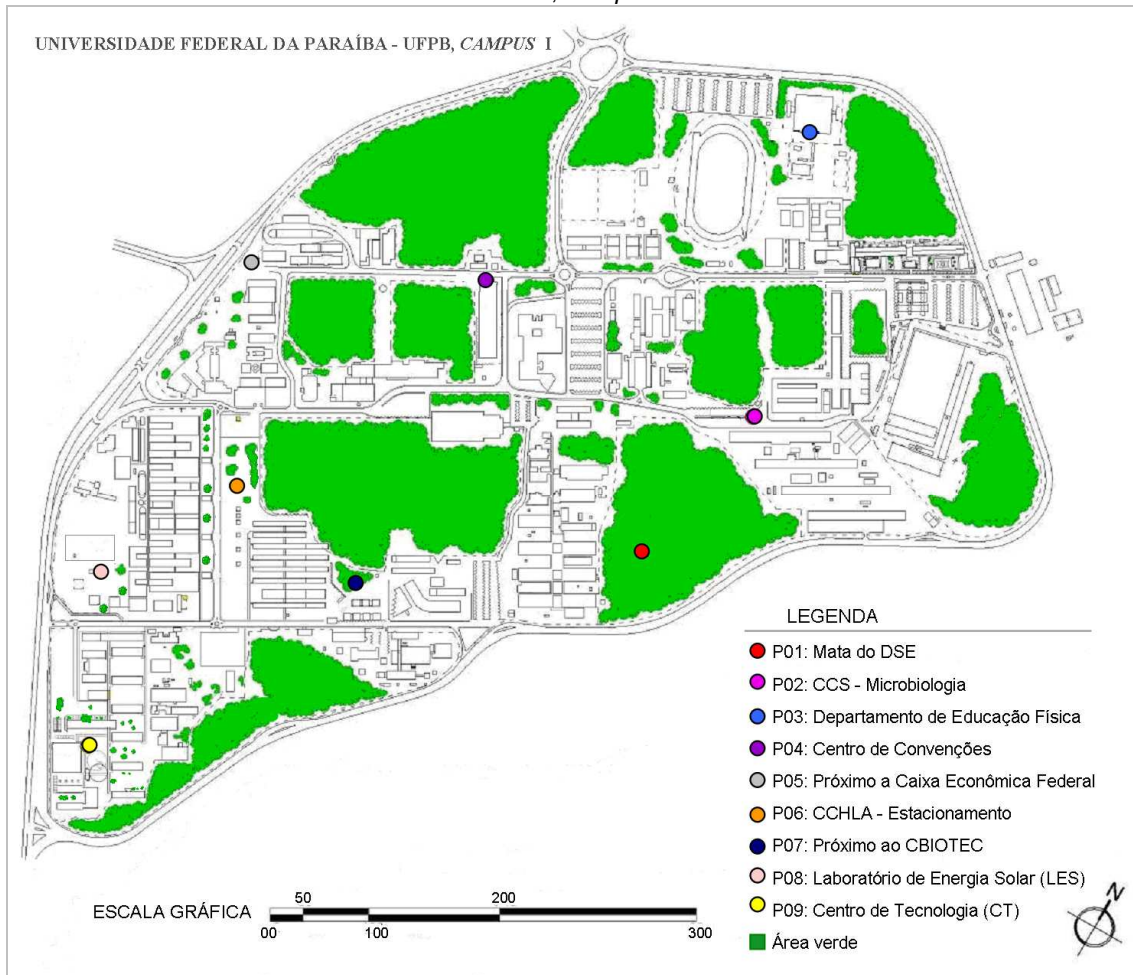 UNIVERSIDADE FEDERAL DA PARAÍBA - UFPB, CAMPUS I
LEGENDA
P01: Mata do DSE
P02: CCS - Microbiologia
P03: Departamento de Educação Física
P04: Centro de Convenções
P05: Próximo a Caixa Econômica Federal
P06: CCHLA - Estacionamento
P07: Próximo ao CBIOTEC
P08: Laboratório de Energia Solar (LES)
P09: Centro de Tecnologia (CT)
Área verde
N
ESCALA GRÁFICA
50 200
00 100 300